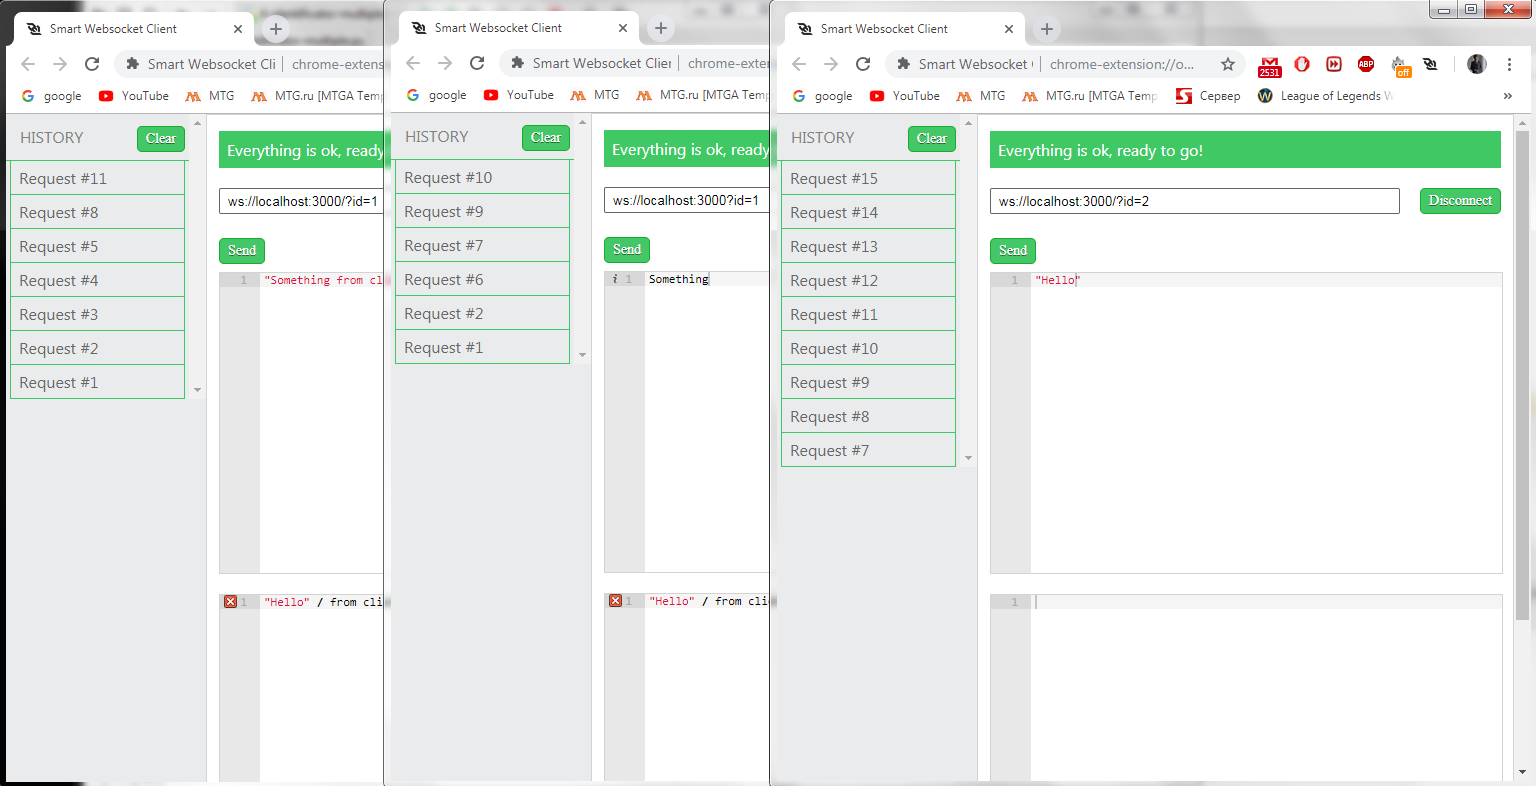 Smart Websocket Client
Smart Websocket Cli
chrome-exten
google
YouTube
MTG
MTG.ru [MTGA Temp
HISTORY
Clear
Request #11
Request #8
Request #5
Request #4
Request #3
Request #2
Request #1
Everything is ok, ready
ws://localhost:3000/?id=1
Send
1
"Something from cl
1
"Hello" / from cli
Smart Websocket Client
Smart Websocket Clie
chrome-exten
google
YouTube
MTG
MTG.ru [MTGA
HISTORY
Clear
Request #10
Request #9
Request #7
Request #6
Request #2
Request #1
Everything is ok, ready
ws://localhost:3000?id=1
Send
i 1
Something
1
"Hello" / from clie
Smart Websocket Client
Smart Websocket
chrome-extension://o...
2531
ABP
off
google
YouTube
MTG
MTG.ru [MTGA Temp
Сервер
League of Legends W
»
HISTORY
Clear
Request #15
Request #14
Request #13
Request #12
Request #11
Request #10
Request #9
Request #8
Request #7
Everything is ok, ready to go!
ws://localhost:3000/?id=2
Disconnect
Send
1
"Hello"
1